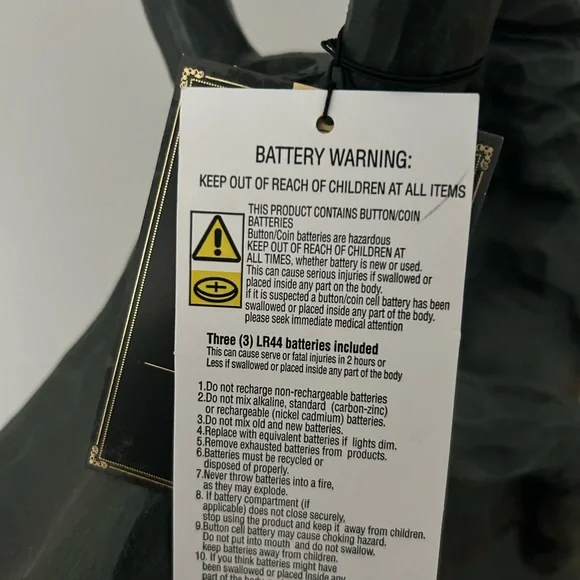 BATTERY WARNING:
KEEP OUT OF REACH OF CHILDREN AT ALL ITEMS
THIS PRODUCT CONTAINS BUTTON/COIN
BATTERIES
Button/Coin batteries are hazardous
KEEP OUT OF REACH OF CHILDREN AT
ALL TIMES, whether battery is new or used.
This can cause serious injuries if swallowed or
placed inside any part on the body.
if it is suspected a button/coin cell battery has been
swallowed or placed inside any part of the body.
please seek immediate medical attention
Three (3) LR44 batteries included
This can cause serve or fatal injuries in 2 hours or
Less if swallowed or placed inside any part of the body
1.Do not recharge non-rechargeable batteries
2.Do not mix alkaline, standard (carbon-zinc)
or rechargeable (nickel cadmium) batteries.
3.Do not mix old and new batteries.
4.Replace with equivalent batteries if lights dim.
5.Remove exhausted batteries from products.
6.Batteries must be recycled or
disposed of properly.
7.Never throw batteries into a fire,
as they may explode.
8. If battery compartment (if
applicable) does not close securely,
stop using the product and keep it away from children.
9.Button cell battery may cause choking hazard.
Do not put into mouth and do not swallow.
keep batteries away from children.
10. If you think batteries might have
been swallowed or placed inside any
part of the body